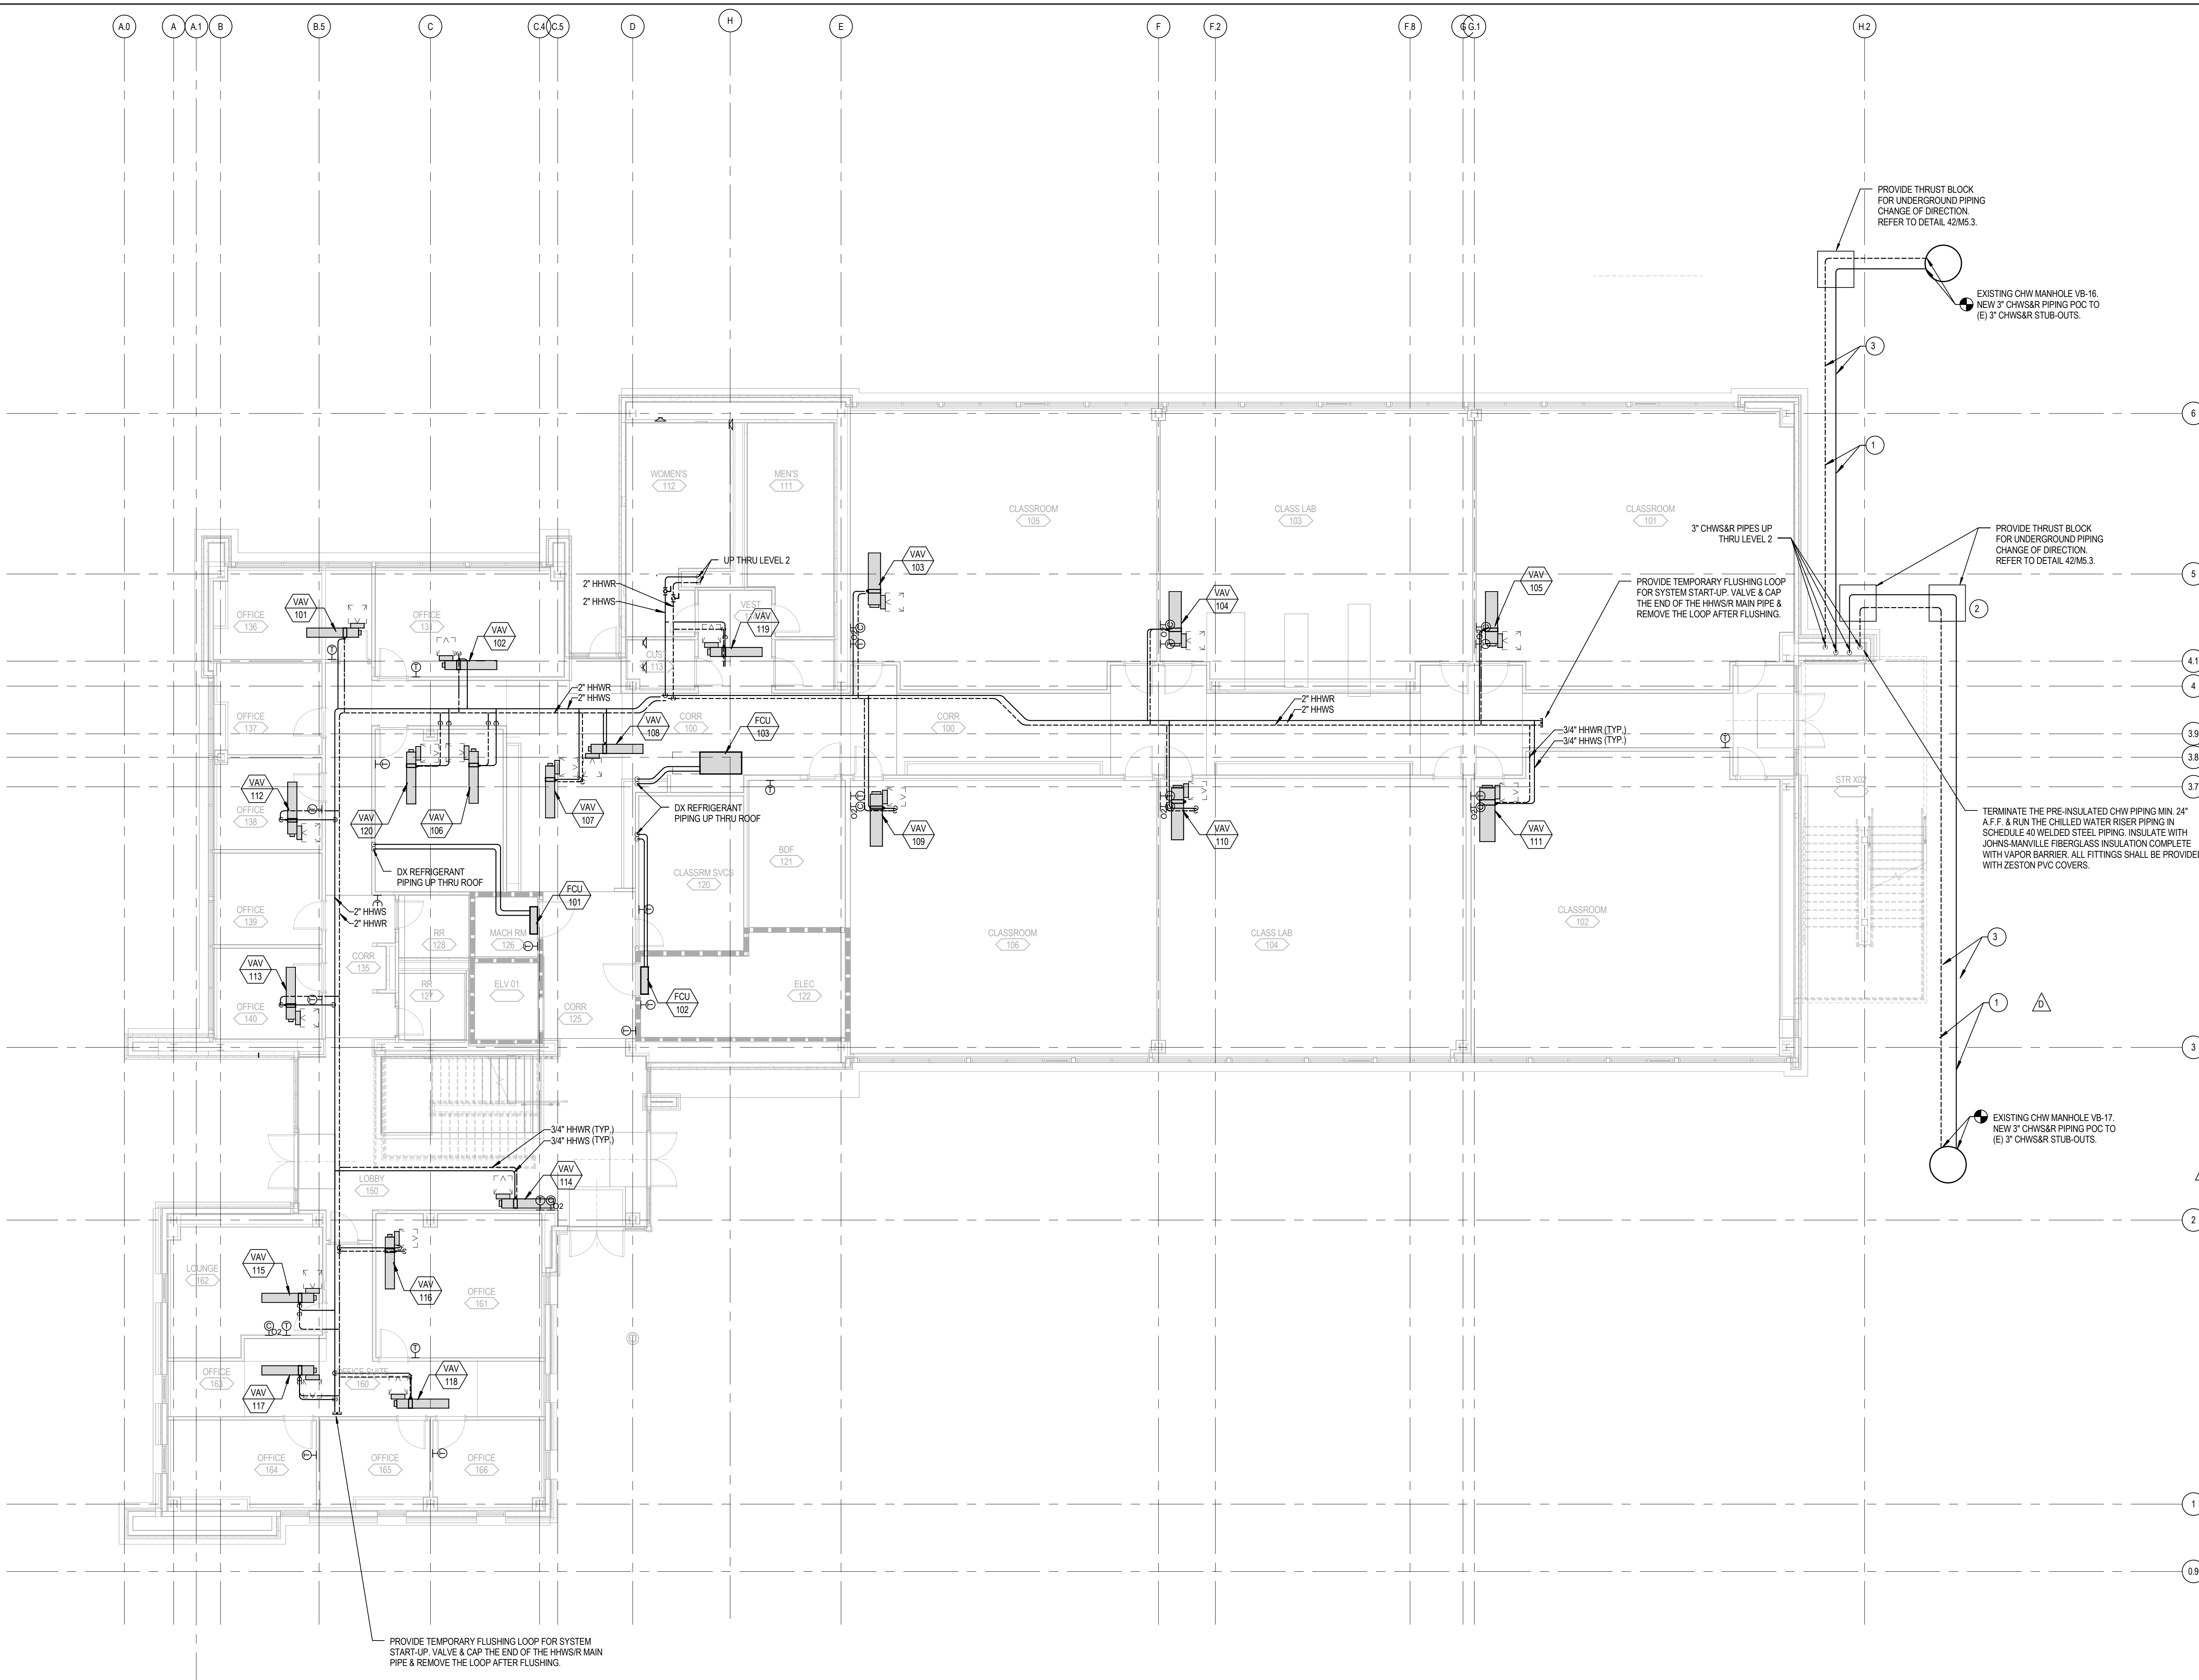 A.0
A
A.1
B
B.5
C
C.4
C.5
D
H
E
F
F.2
F.8
G
G.1
H.2
PROVIDE THRUST BLOCK
FOR UNDERGROUND PIPING
CHANGE OF DIRECTION.
REFER TO DETAIL 42/M5.3.
EXISTING CHW MANHOLE VB-16.
NEW 3" CHWS&R PIPING POC TO
(E) 3" CHWS&R STUB-OUTS.
3
6
1
WOMEN'S
112
MEN'S
111
CLASSROOM
105
CLASS LAB
103
CLASSROOM
101
3" CHWS&R PIPES UP
THRU LEVEL 2
PROVIDE THRUST BLOCK
FOR UNDERGROUND PIPING
CHANGE OF DIRECTION.
REFER TO DETAIL 42/M5.3.
UP THRU LEVEL 2
VAV
103
5
2" HHWR
2" HHWS
VAV
104
VAV
105
PROVIDE TEMPORARY FLUSHING LOOP
FOR SYSTEM START-UP. VALVE & CAP
THE END OF THE HHWS/R MAIN PIPE &
REMOVE THE LOOP AFTER FLUSHING.
2
OFFICE
136
VAV
101
OFFICE
131
VAV
102
VEST
VAV
119
CUST
113
4.1
4
2" HHWR
2" HHWS
OFFICE
137
VAV
108
CORR
100
FCU
103
CORR
100
2" HHWR
2" HHWS
3/4" HHWR (TYP.)
3/4" HHWS (TYP.)
3.9
3.8
3.7
STR X02
VAV
112
OFFICE
138
VAV
120
VAV
106
VAV
107
DX REFRIGERANT
PIPING UP THRU ROOF
VAV
109
VAV
110
VAV
111
TERMINATE THE PRE-INSULATED CHW PIPING MIN. 24"
A.F.F. & RUN THE CHILLED WATER RISER PIPING IN
SCHEDULE 40 WELDED STEEL PIPING. INSULATE WITH
JOHNS-MANVILLE FIBERGLASS INSULATION COMPLETE
WITH VAPOR BARRIER. ALL FITTINGS SHALL BE PROVIDED
WITH ZESTON PVC COVERS.
BDF
121
CLASSRM SVCS
120
DX REFRIGERANT
PIPING UP THRU ROOF
FCU
101
OFFICE
139
2" HHWS
2" HHWR
RR
128
MACH RM
126
CLASSROOM
106
CLASS LAB
104
CLASSROOM
102
3
CORR
135
VAV
113
RR
127
ELV 01
ELEC
122
FCU
102
OFFICE
140
CORR
125
1
D
3
3/4" HHWR (TYP.)
3/4" HHWS (TYP.)
EXISTING CHW MANHOLE VB-17.
NEW 3" CHWS&R PIPING POC TO
(E) 3" CHWS&R STUB-OUTS.
LOBBY
150
VAV
114
O2
2
LOUNGE
162
VAV
115
VAV
116
OFFICE
161
C
O2
T
T
OFFICE
163
VAV
117
OFFICE SUITE
160
VAV
118
OFFICE
164
OFFICE
165
OFFICE
166
1
0.9
PROVIDE TEMPORARY FLUSHING LOOP FOR SYSTEM
START-UP. VALVE & CAP THE END OF THE HHWS/R MAIN
PIPE & REMOVE THE LOOP AFTER FLUSHING.